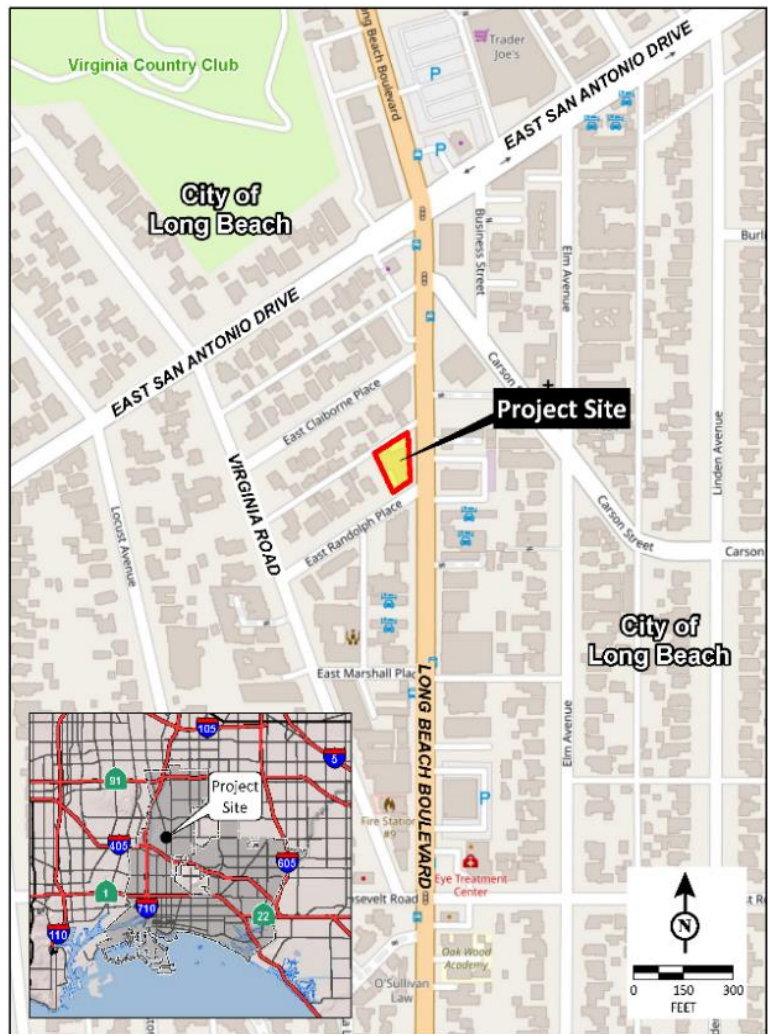 Virginia Country Club
Long Beach Boulevard
Trader
Joe's
P
P
EAST SAN ANTONIO DRIVE
City of
Long Beach
Business Street
Elm Avenue
EAST SAN ANTONIO DRIVE
East Claiborne Place
Carson
Project Site
Linden Avenue
VIRGINIA ROAD
Locust Avenue
East Randolph Place
Carson Street
Carson
City of
Long Beach
East Marshall Plac
LONG BEACH BOULEVARD
Elm Avenue
P
Fire Station
#9
Eye Treatment
Center
osevelt Road
Oak Wood
Academy
O'Sullivan
Law
105
5
91
Project
Site
405
605
1
710
22
110
N
0 150 300
FEET